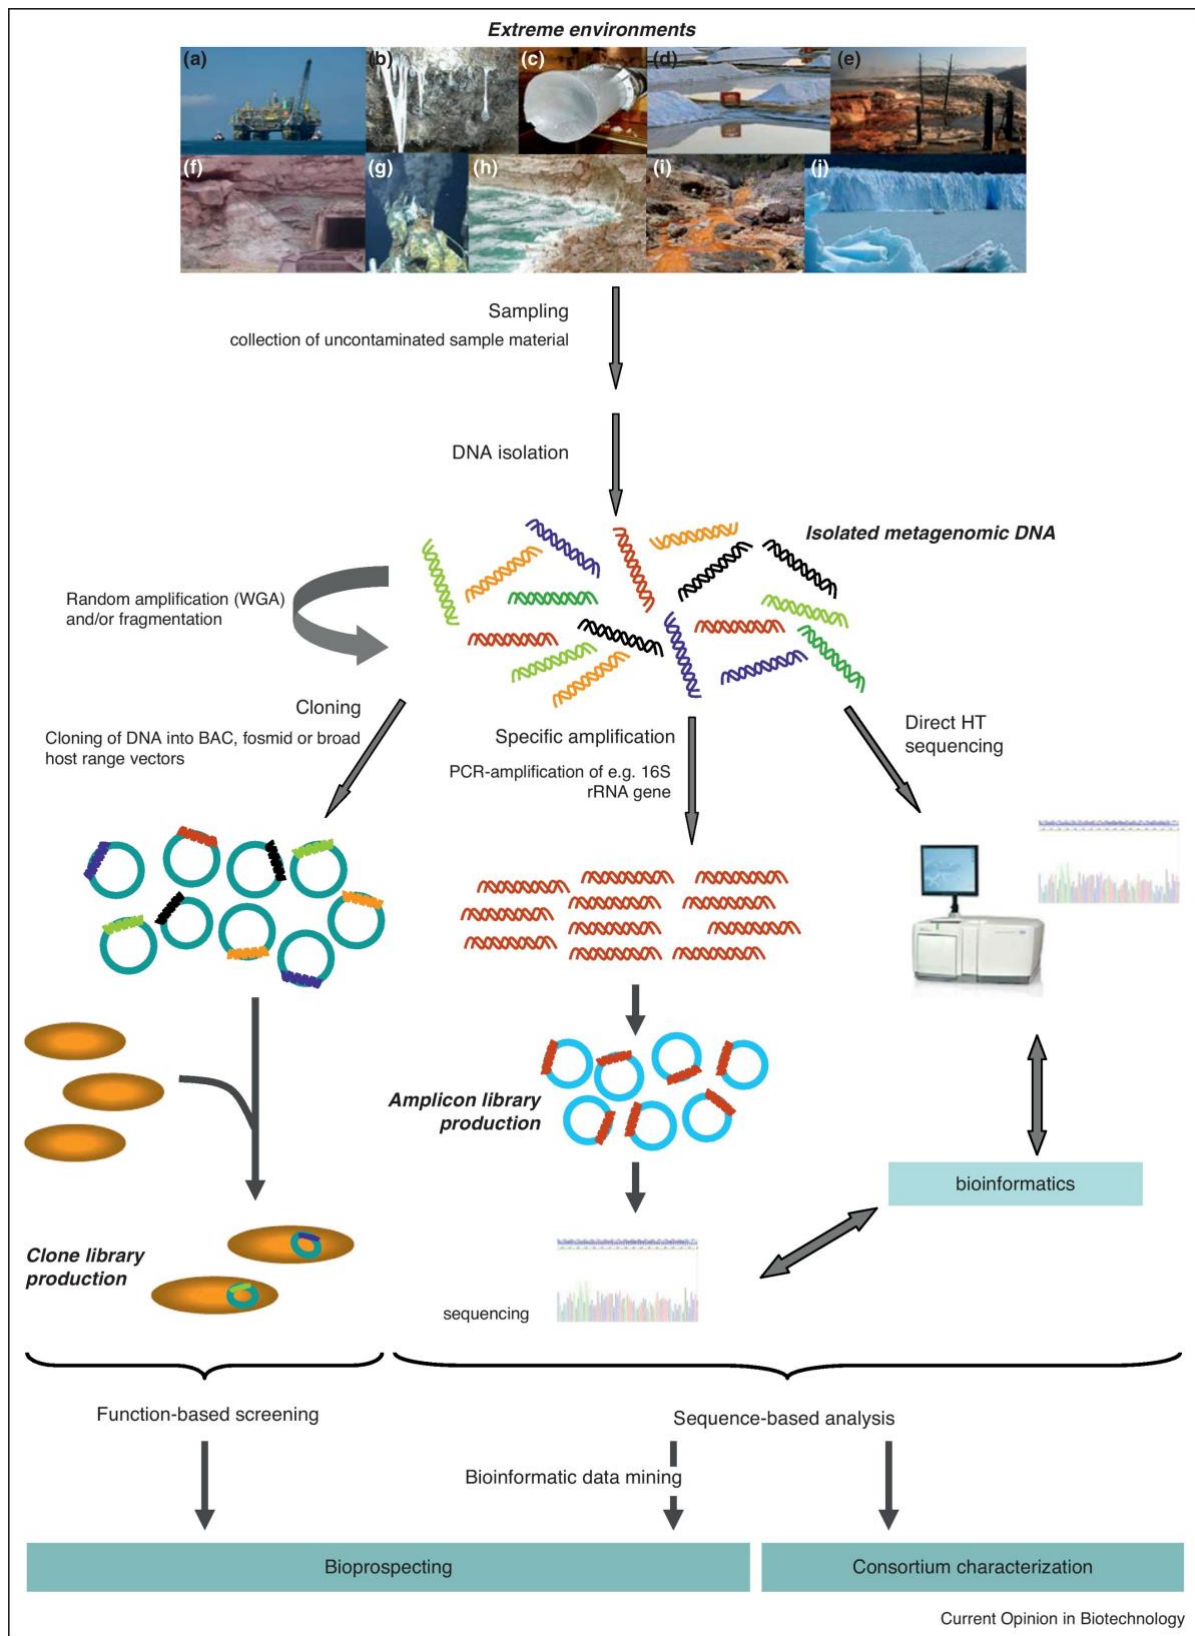 Extreme environments
(a)
(b)
(c)
(d)
(e)
(f)
(g)
(h)
(i)
(j)
Sampling
collection of uncontaminated sample material
DNA isolation
Isolated metagenomic DNA
Random amplification (WGA)
and/or fragmentation
Cloning
Cloning of DNA into BAC, fosmid or broad
host range vectors
Specific amplification
PCR-amplification of e.g. 16S
rRNA gene
Direct HT
sequencing
Amplicon library
production
bioinformatics
Clone library
production
sequencing
Function-based screening
Sequence-based analysis
Bioinformatic data mining
Bioprospecting
Consortium characterization
Current Opinion in Biotechnology